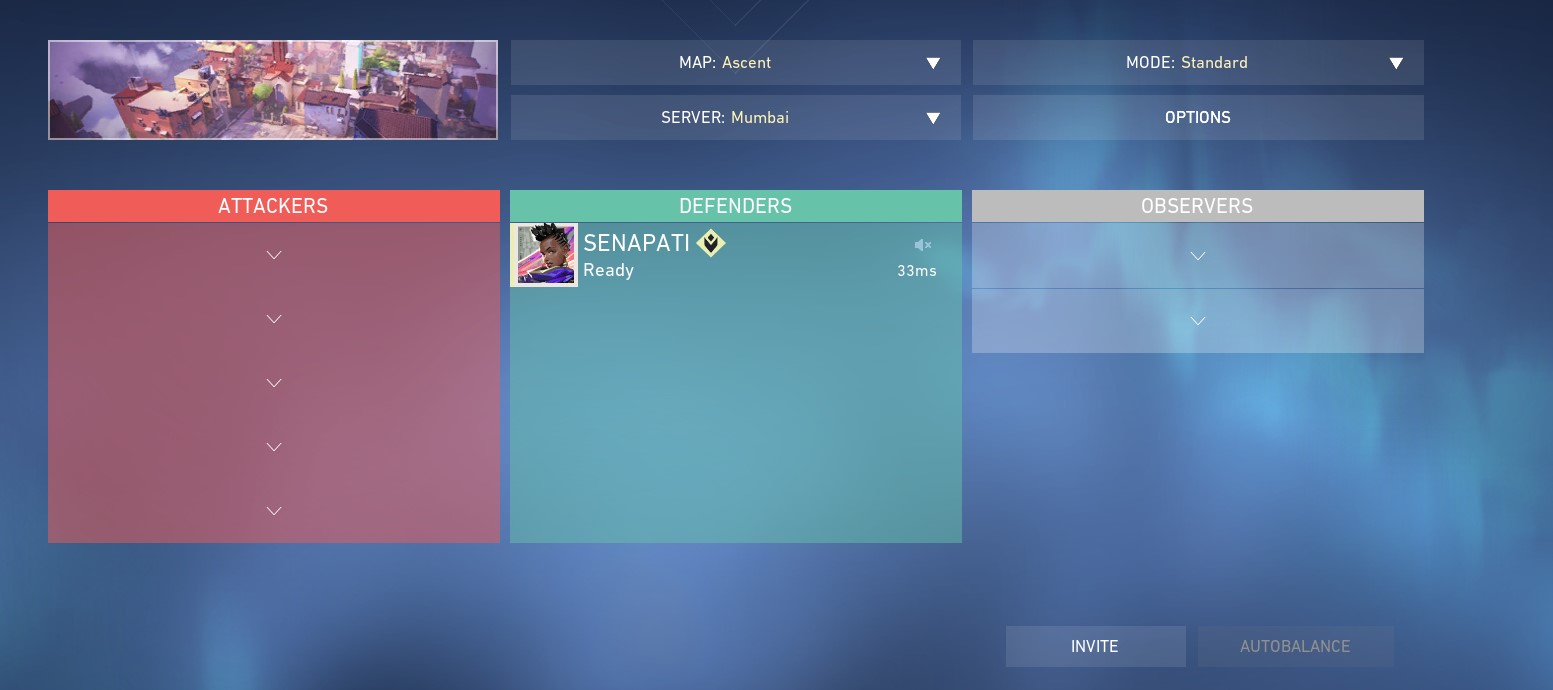 MAP: Ascent
MODE: Standard
SERVER: Mumbai
OPTIONS
ATTACKERS
DEFENDERS
OBSERVERS
SENAPATI
Ready
33ms
INVITE
AUTOBALANCE